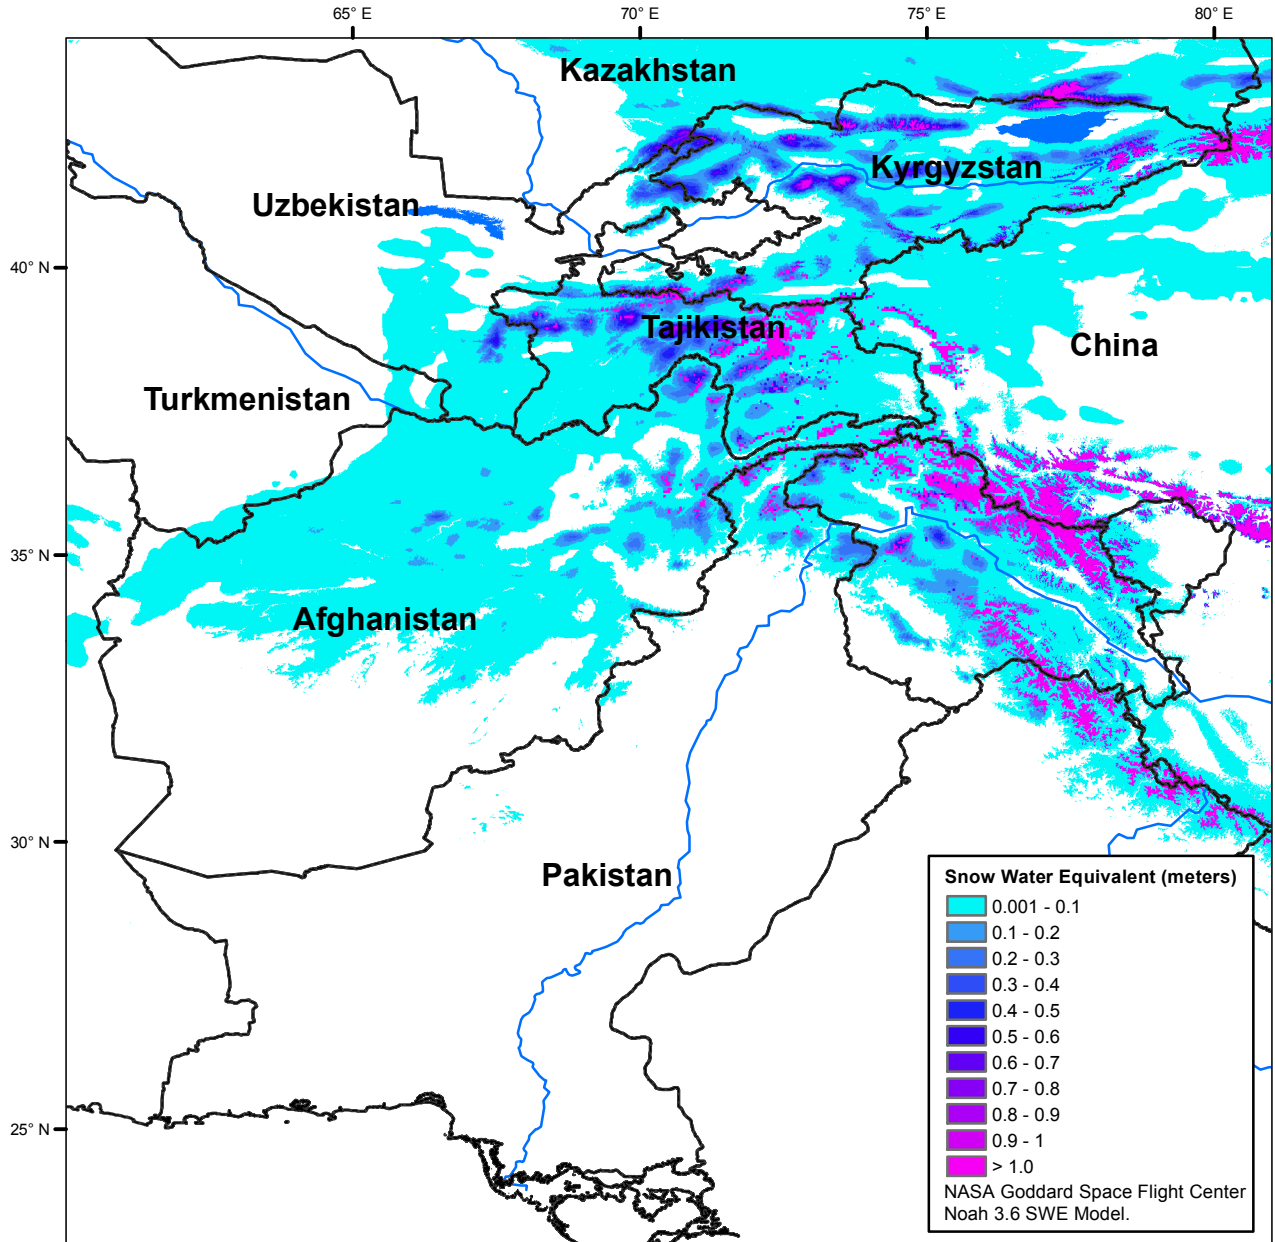 65° E
70° E
75° E
80° E
Kazakhstan
Kyrgyzstan
Uzbekistan
40° N
Tajikistan
China
Turkmenistan
35° N
Afghanistan
30° N
Pakistan
25° N
Snow Water Equivalent (meters)
0.001 - 0.1
0.1 - 0.2
0.2 - 0.3
0.3 - 0.4
0.4 - 0.5
0.5 - 0.6
0.6 - 0.7
0.7 - 0.8
0.8 - 0.9
0.9 - 1
> 1.0
NASA Goddard Space Flight Center
Noah 3.6 SWE Model.